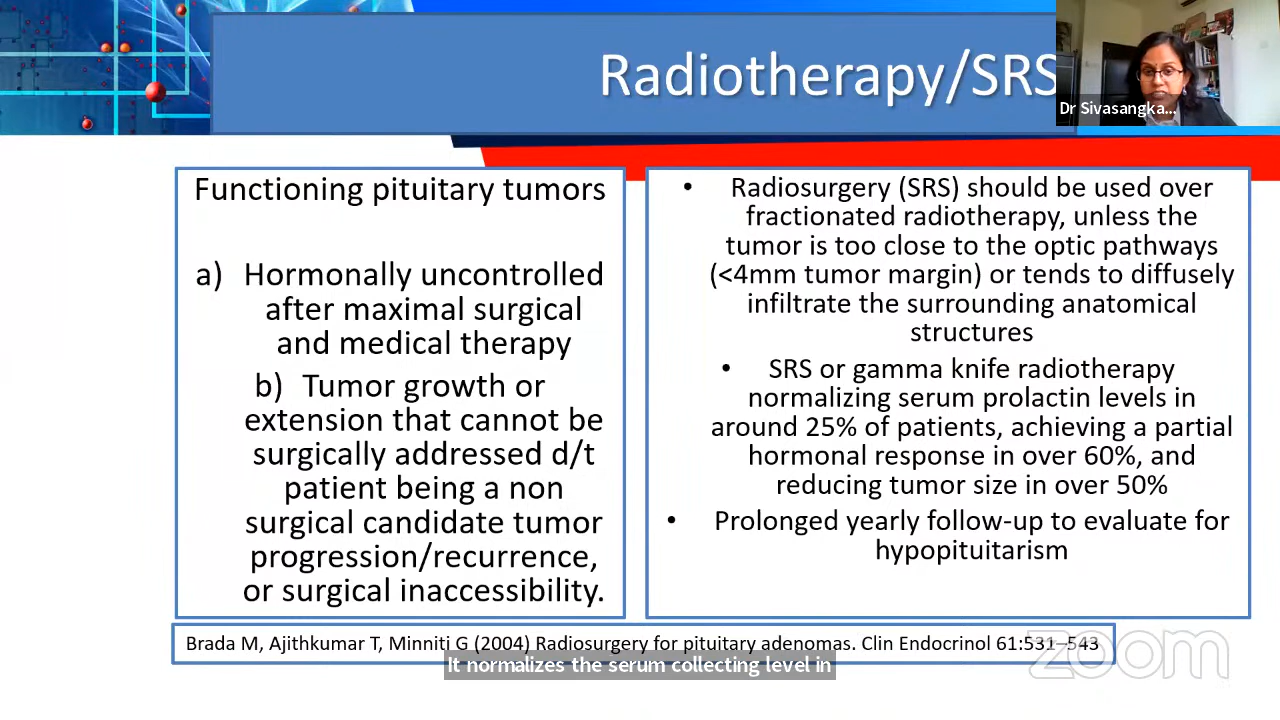 Radiotherapy/SRS
Dr Sivasangka...
Functioning pituitary tumors
a) Hormonally uncontrolled
after maximal surgical
and medical therapy
b) Tumor growth or
extension that cannot be
surgically addressed d/t
patient being a non
surgical candidate tumor
progression/recurrence,
or surgical inaccessibility.
• Radiosurgery (SRS) should be used over
fractionated radiotherapy, unless the
tumor is too close to the optic pathways
(<4mm tumor margin) or tends to diffusely
infiltrate the surrounding anatomical
structures
• SRS or gamma knife radiotherapy
normalizing serum prolactin levels in
around 25% of patients, achieving a partial
hormonal response in over 60%, and
reducing tumor size in over 50%
• Prolonged yearly follow-up to evaluate for
hypopituitarism
Brada M, Ajithkumar T, Minniti G (2004) Radiosurgery for pituitary adenomas. Clin Endocrinol 61:531–543
It normalizes the serum collecting level in
zoom